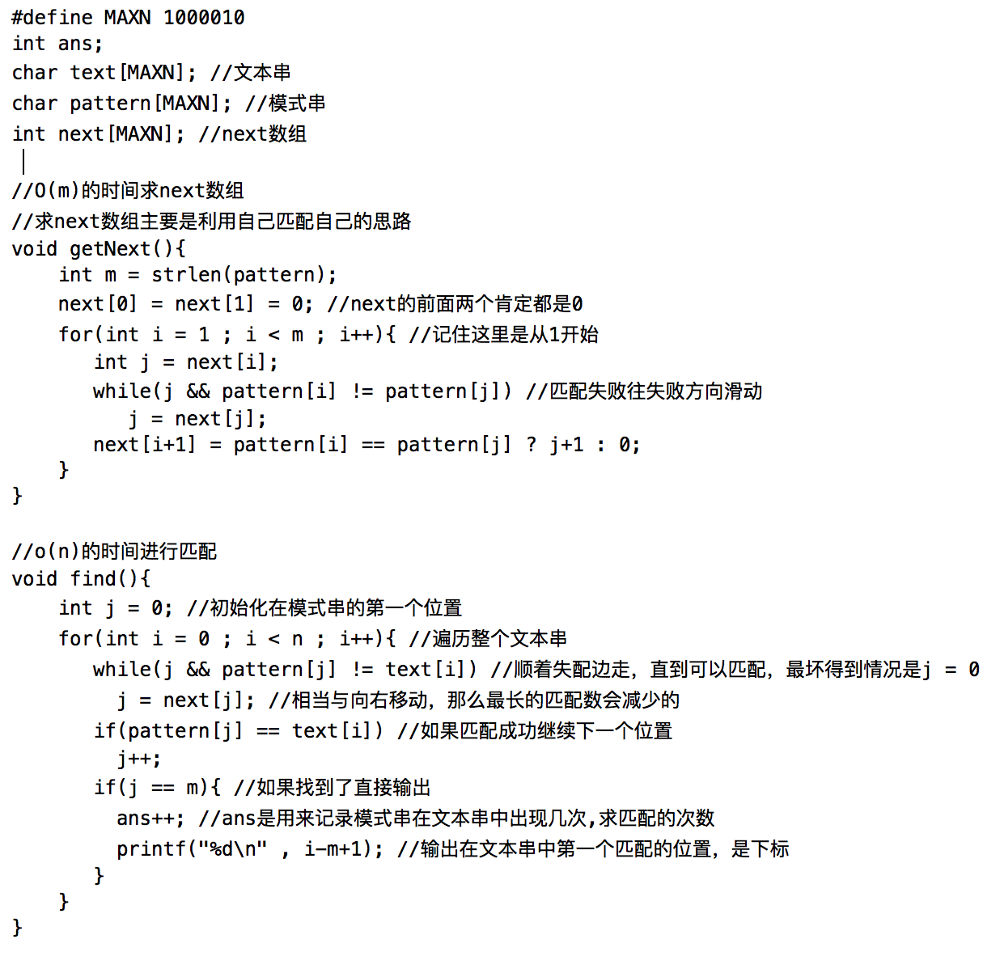 #define MAXN 1000010
int ans;
char text[MAXN]; //文本串
char pattern[MAXN]; //模式串
int next[MAXN]; //next数组
//O(m)的时间求next数组
//求next数组主要是利用自己匹配自己的思路
void getNext(){
    int m = strlen(pattern);
    next[0] = next[1] = 0; //next的前面两个肯定都是0
    for(int i = 1 ; i < m ; i++){ //记住这里是从1开始
       int j = next[i];
       while(j && pattern[i] != pattern[j]) //匹配失败往失败方向滑动
          j = next[j];
       next[i+1] = pattern[i] == pattern[j] ? j+1 : 0;
    }
}
//o(n)的时间进行匹配
void find(){
    int j = 0; //初始化在模式串的第一个位置
    for(int i = 0 ; i < n ; i++){ //遍历整个文本串
       while(j && pattern[j] != text[i]) //顺着失配边走，直到可以匹配，最坏得到情况是j = 0
         j = next[j]; //相当与向右移动，那么最长的匹配数会减少的
       if(pattern[j] == text[i]) //如果匹配成功继续下一个位置
         j++;
       if(j == m){ //如果找到了直接输出
         ans++; //ans是用来记录模式串在文本串中出现几次,求匹配的次数
         printf("%d\n" , i-m+1); //输出在文本串中第一个匹配的位置，是下标
       }
    }
}